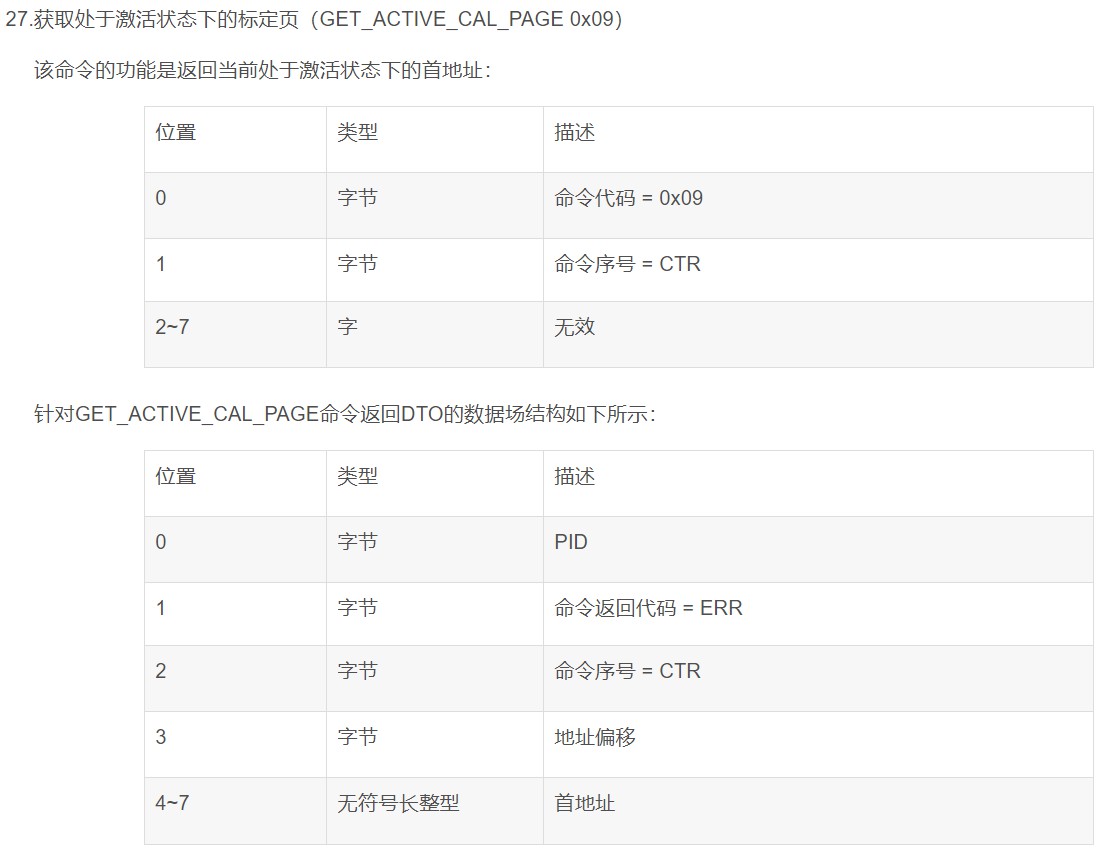 27.获取处于激活状态下的标定页（GET_ACTIVE_CAL_PAGE 0x09）
该命令的功能是返回当前处于激活状态下的首地址：
位置 类型 描述
0 字节 命令代码 = 0x09
1 字节 命令序号 = CTR
2~7 字 无效
针对GET_ACTIVE_CAL_PAGE命令返回DTO的数据场结构如下所示：
位置 类型 描述
0 字节 PID
1 字节 命令返回代码 = ERR
2 字节 命令序号 = CTR
3 字节 地址偏移
4~7 无符号长整型 首地址